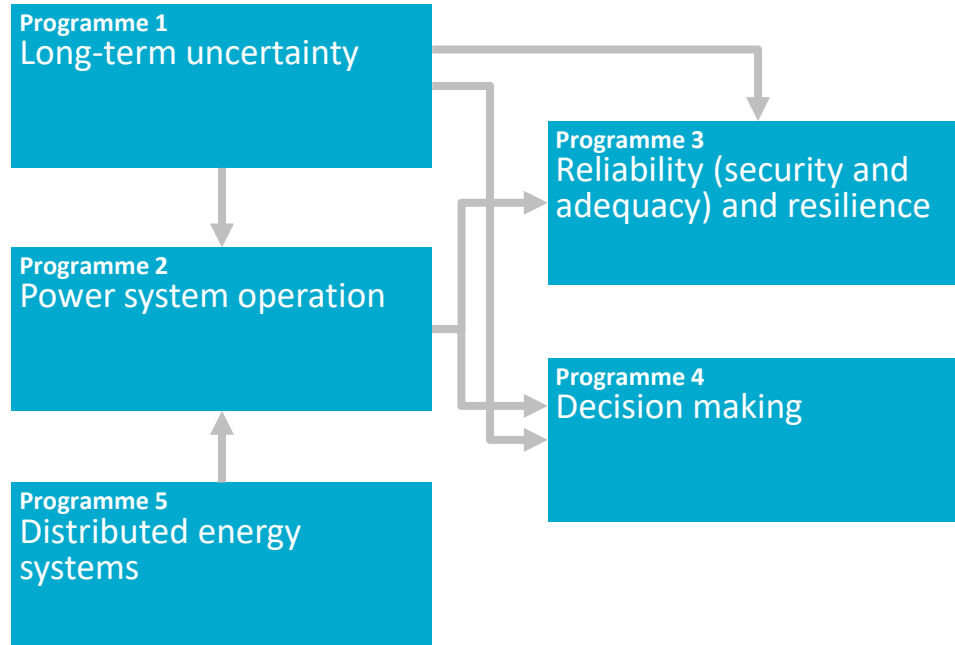 Programme 1
Long-term uncertainty
Programme 2
Power system operation
Programme 3
Reliability (security and
adequacy) and resilience
Programme 4
Decision making
Programme 5
Distributed energy
systems